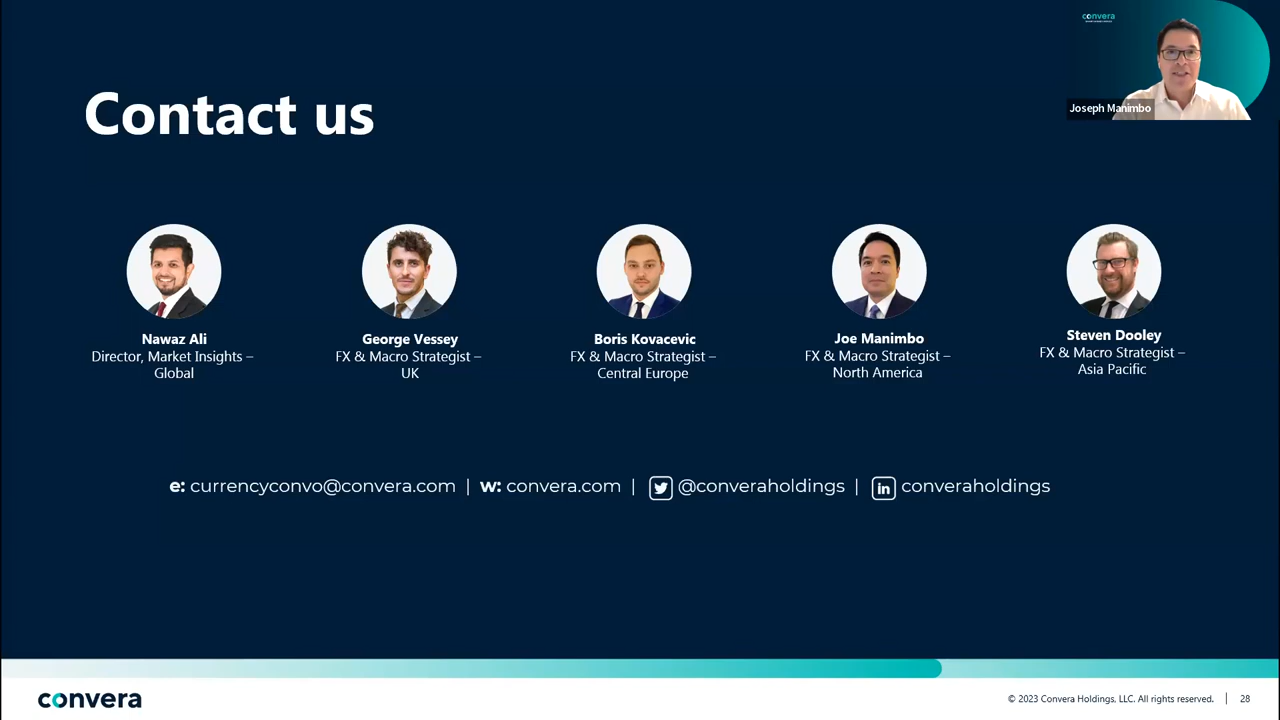 convera
Joseph Manimbo
Contact us
Nawaz Ali
Director, Market Insights –
Global
George Vessey
FX & Macro Strategist –
UK
Boris Kovacevic
FX & Macro Strategist –
Central Europe
Joe Manimbo
FX & Macro Strategist –
North America
Steven Dooley
FX & Macro Strategist –
Asia Pacific
e: currencyconvo@convera.com | w: convera.com | @converaholdings | in converaholdings
convera
© 2023 Convera Holdings, LLC. All rights reserved. | 28